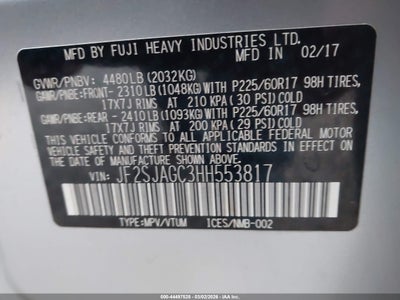 MFD. BY FUJI HEAVY INDUSTRIES LTD.
IN 02/17
GVWR/PNBV: 4480LB (2032KG)
GAWR/PNBE-FRONT- 2310LB (1048KG) WITH P225/60R17 98H TIRES,
17X7J RIMS AT 210 KPA (30 PSI) COLD
GAWR/PNBE-REAR - 2410LB (1093KG) WITH P225/60R17 98H TIRES,
17X7J RIMS AT 200 KPA (29 PSI) COLD
THIS VEHICLE CONFORMS TO ALL APPLICABLE FEDERAL MOTOR
VEHICLE SAFETY STANDARDS IN EFFECT ON THE DATE
OF MANUFACTURE SHOWN ABOVE.
VIN: JF2SJAGC3HH553817
TYPE:MPV/VTUM ICES/NMB-002